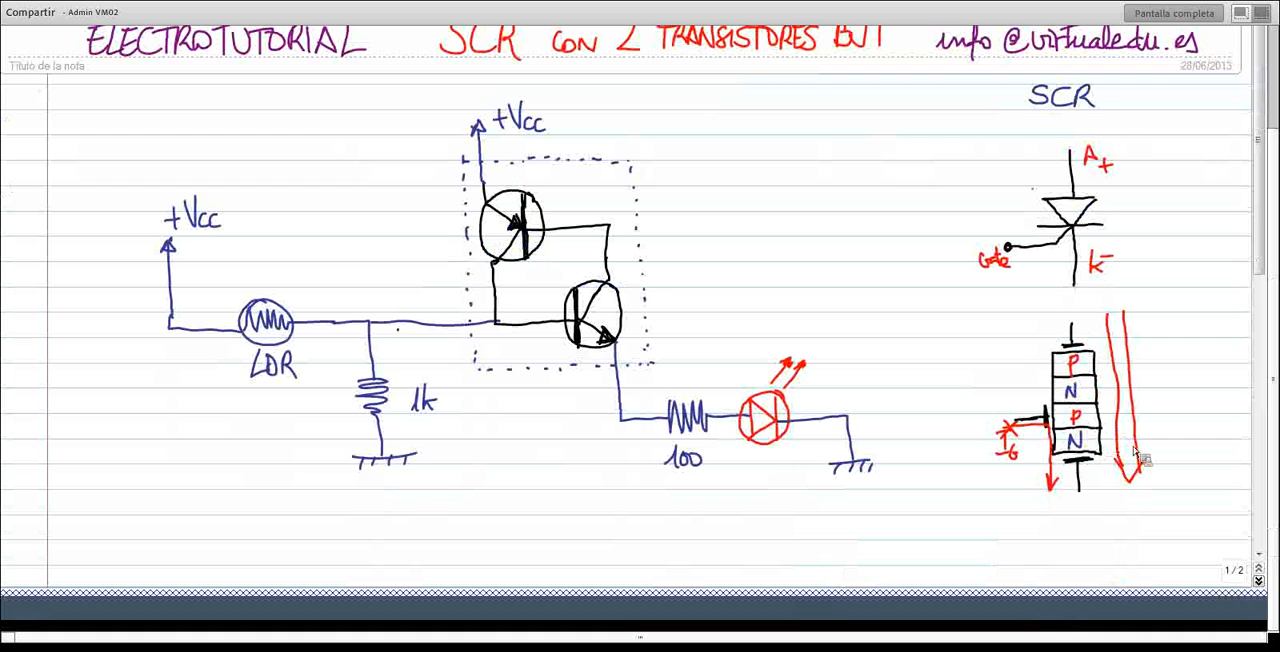 Compartir - Admin VM02
Pantalla completa
ELECTROTUTORIAL SCR CON 2 TRANSISTORES BJT info@virtualedu.es
Título de la nota
28/06/2013
SCR
+Vcc
A+
+Vcc
Gate
K-
LDR
1k
100
P
N
P
N
IG
1 / 2